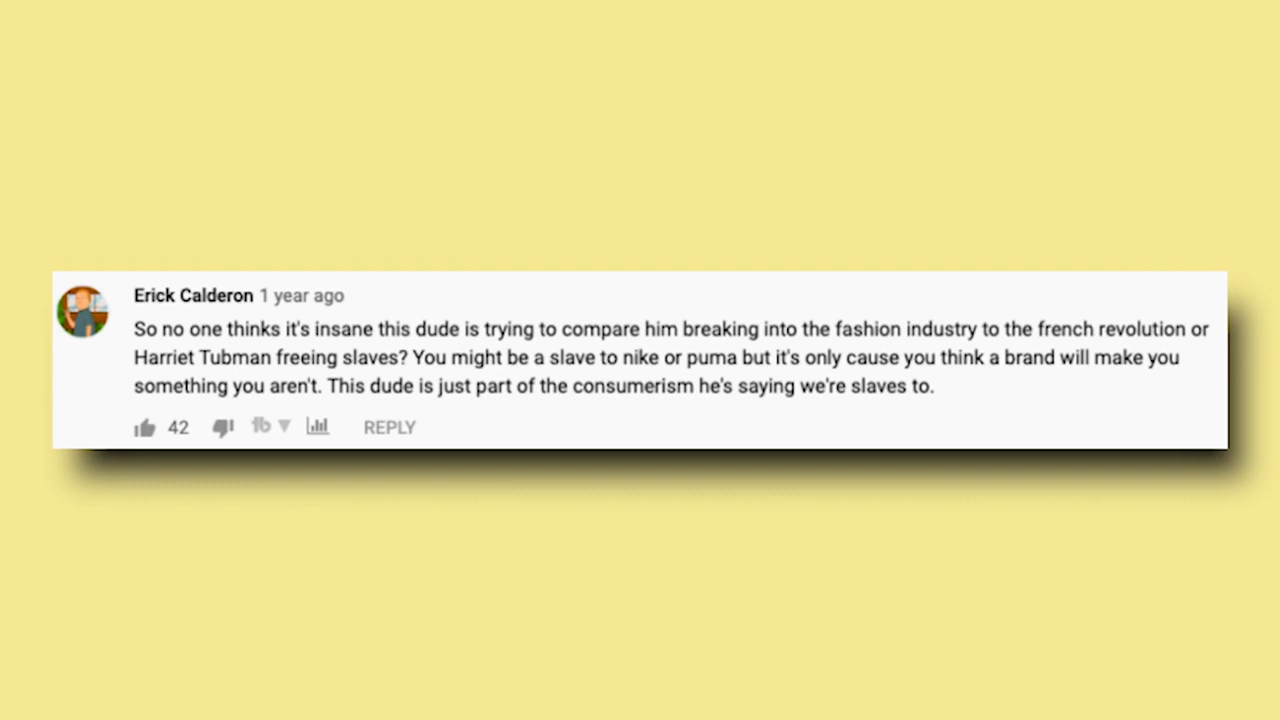 Erick Calderon 1 year ago
So no one thinks it's insane this dude is trying to compare him breaking into the fashion industry to the french revolution or
Harriet Tubman freeing slaves? You might be a slave to nike or puma but it's only cause you think a brand will make you
something you aren't. This dude is just part of the consumerism he's saying we're slaves to.
42 tb REPLY